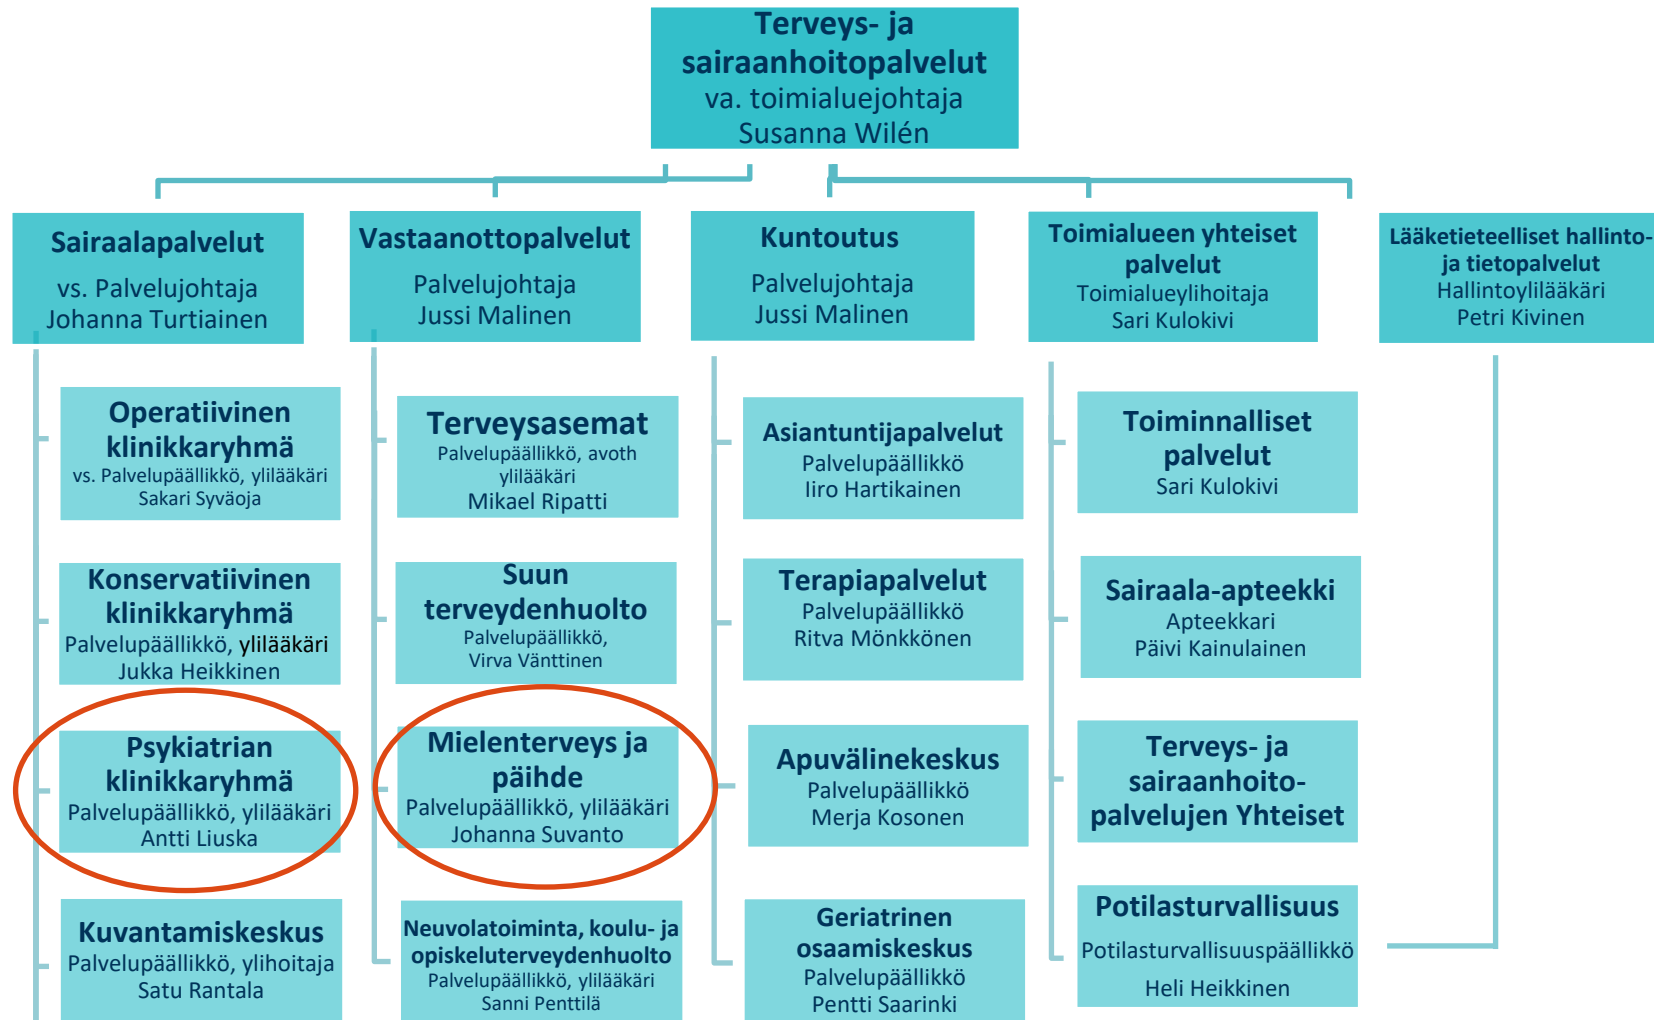 Terveys- ja
sairaanhoitopalvelut
va. toimialuejohtaja
Susanna Wilén
Sairaalapalvelut
vs. Palvelujohtaja
Johanna Turtiainen
Vastaanottopalvelut
Palvelujohtaja
Jussi Malinen
Kuntoutus
Palvelujohtaja
Jussi Malinen
Toimialueen yhteiset
palvelut
Toimialueylihoitaja
Sari Kulokivi
Lääketieteelliset hallinto-
ja tietopalvelut
Hallintoylilääkäri
Petri Kivinen
Operatiivinen
klinikkaryhmä
vs. Palvelupäällikkö, ylilääkäri
Sakari Syväoja
Konservatiivinen
klinikkaryhmä
Palvelupäällikkö, ylilääkäri
Jukka Heikkinen
Psykiatrian
klinikkaryhmä
Palvelupäällikkö, ylilääkäri
Antti Liuska
Kuvantamiskeskus
Palvelupäällikkö, ylihoitaja
Satu Rantala
Terveysasemat
Palvelupäällikkö, avoth
ylilääkäri
Mikael Ripatti
Suun
terveydenhuolto
Palvelupäällikkö,
Virva Vänttinen
Mielenterveys ja
päihde
Palvelupäällikkö, ylilääkäri
Johanna Suvanto
Neuvolatoiminta, koulu- ja
opiskeluterveydenhuolto
Palvelupäällikkö, ylilääkäri
Sanni Penttilä
Asiantuntijapalvelut
Palvelupäällikkö
Iiro Hartikainen
Terapiapalvelut
Palvelupäällikkö
Ritva Mönkkönen
Apuvälinekeskus
Palvelupäällikkö
Merja Kosonen
Geriatrinen
osaamiskeskus
Palvelupäällikkö
Pentti Saarinki
Toiminnalliset
palvelut
Sari Kulokivi
Sairaala-apteekki
Apteekkari
Päivi Kainulainen
Terveys- ja
sairaanhoito-
palvelujen Yhteiset
Potilasturvallisuus
Potilasturvallisuuspäällikkö
Heli Heikkinen